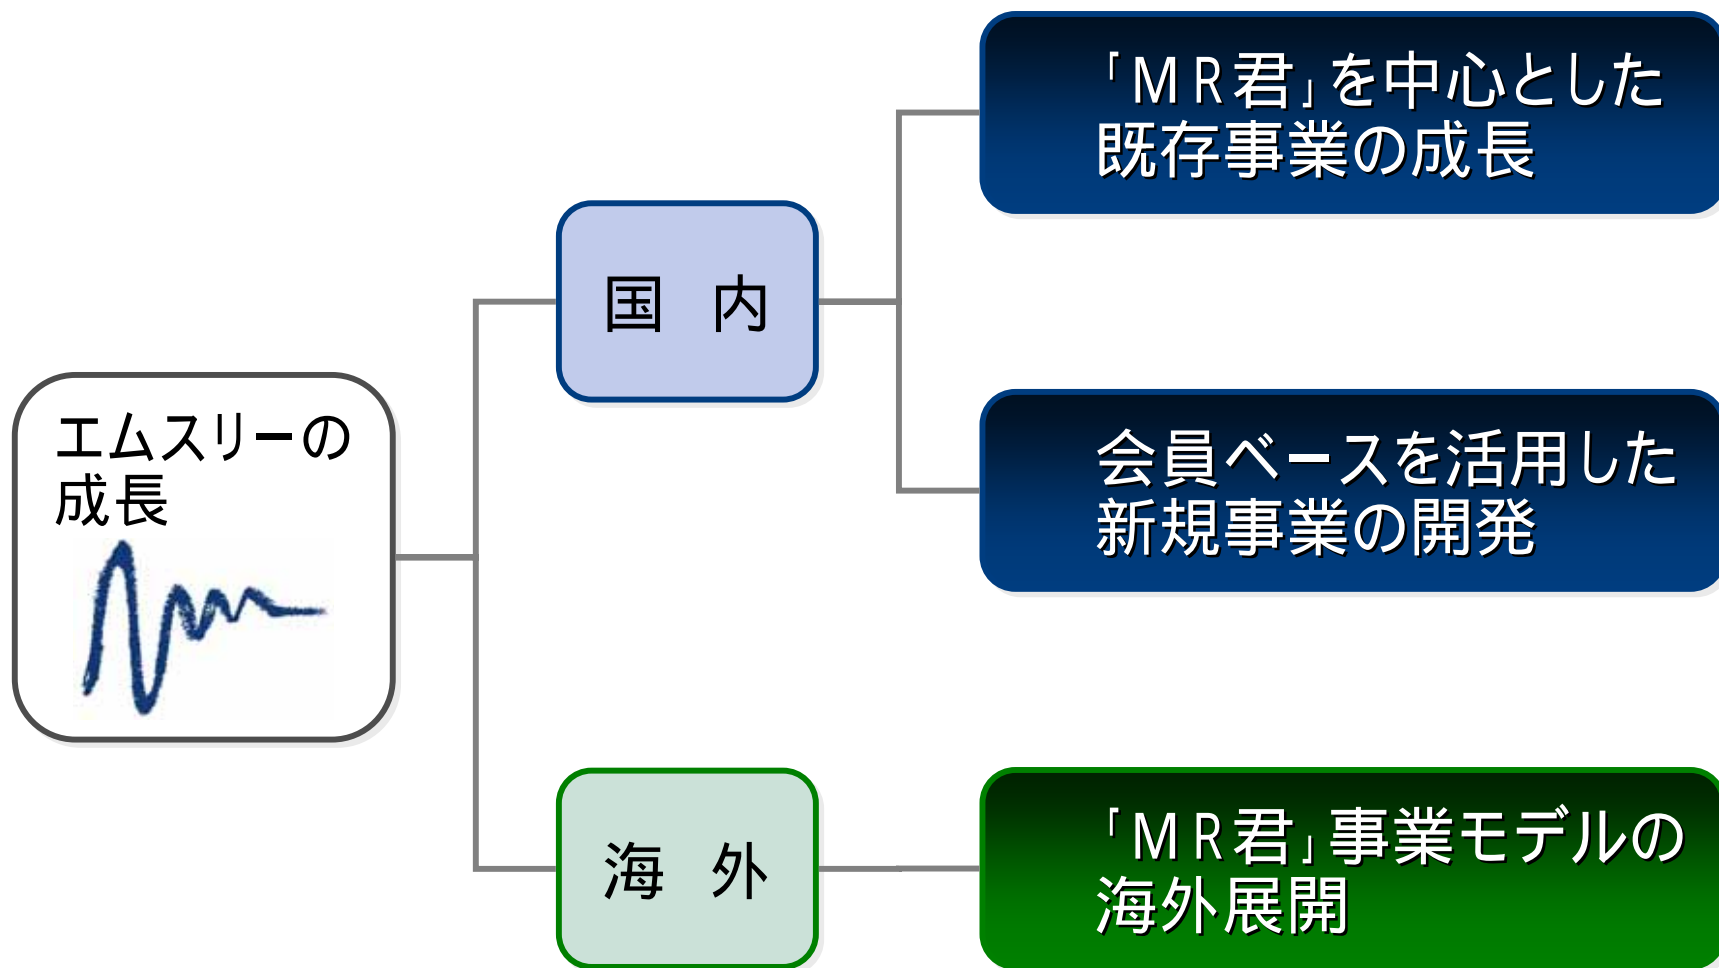 エムスリーの
成長
国 内
「MR君」を中心とした
既存事業の成長
会員ベースを活用した
新規事業の開発
海 外
「MR君」事業モデルの
海外展開